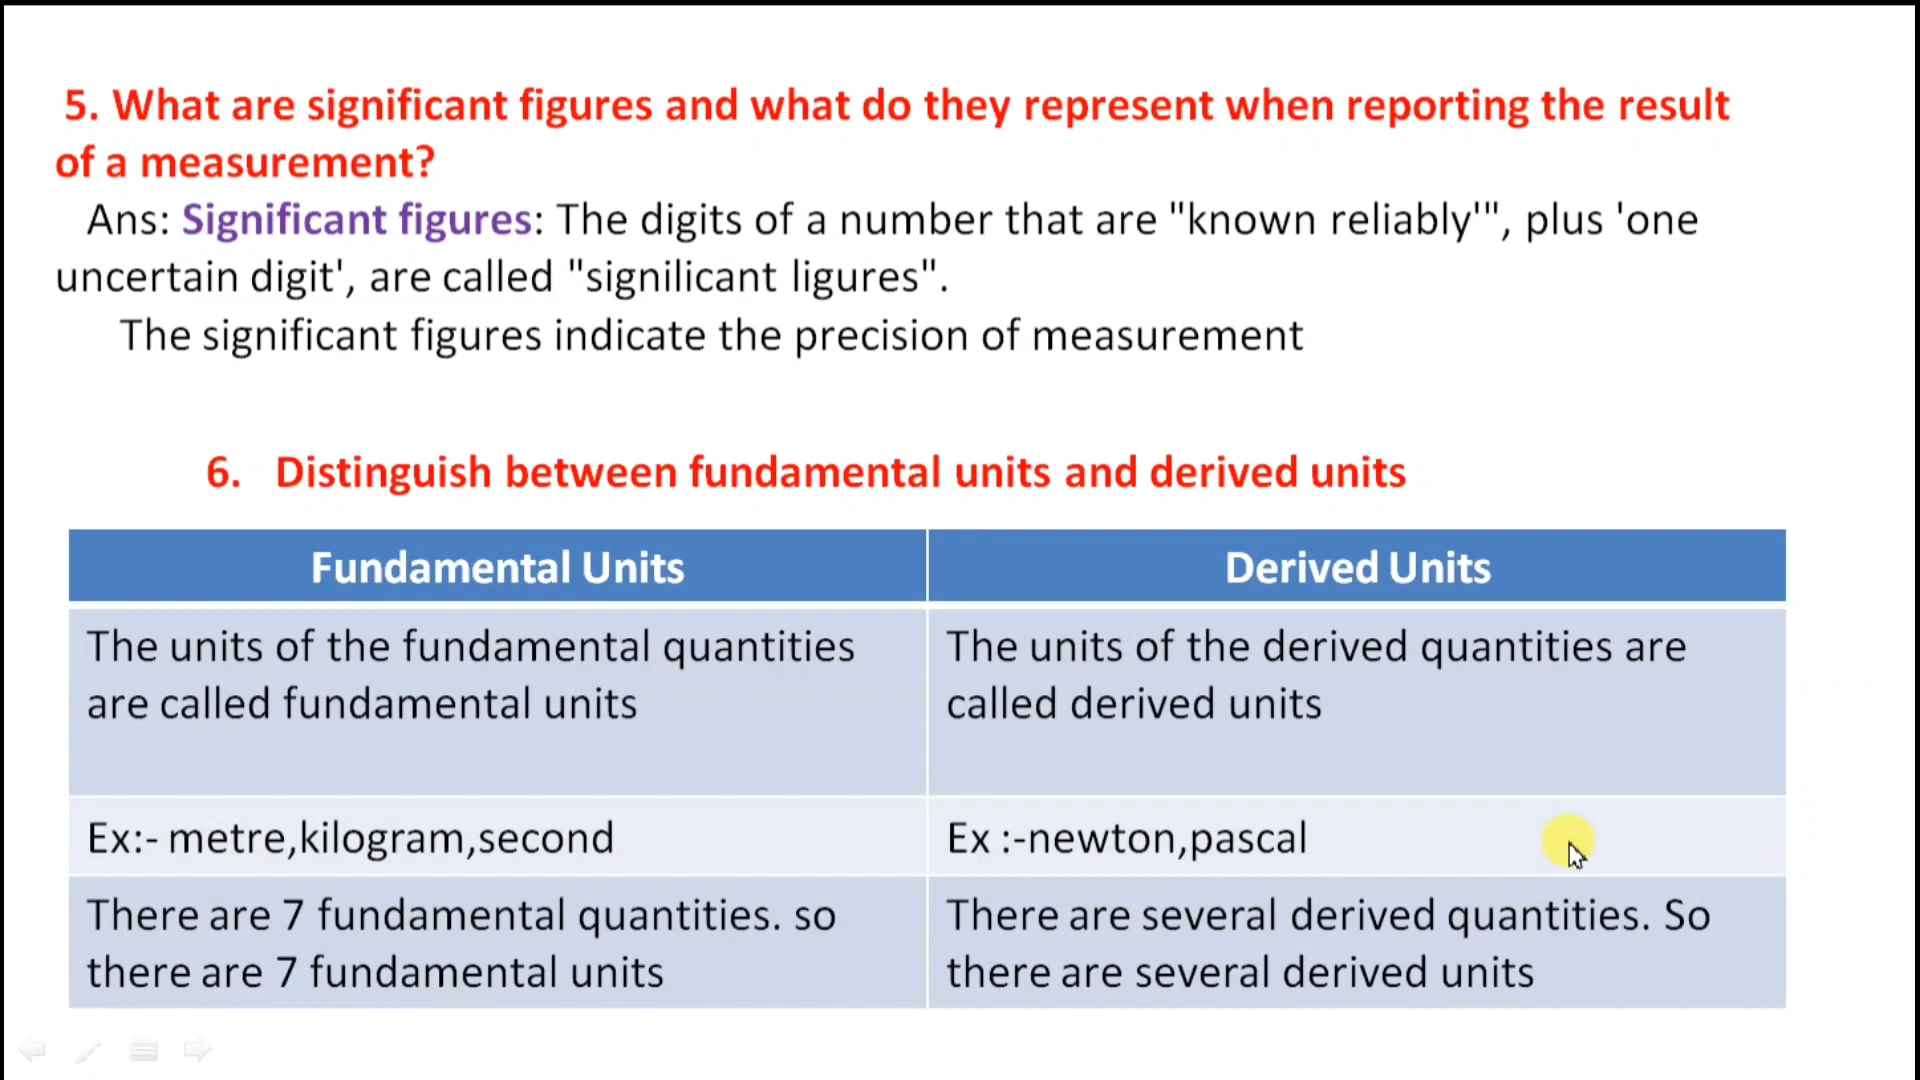 5. What are significant figures and what do they represent when reporting the result
of a measurement?
Ans: Significant figures: The digits of a number that are "known reliably'", plus 'one
uncertain digit', are called "signilicant ligures".
The significant figures indicate the precision of measurement
6. Distinguish between fundamental units and derived units
Fundamental Units
Derived Units
The units of the fundamental quantities
are called fundamental units
The units of the derived quantities are
called derived units
Ex:- metre,kilogram,second
Ex :-newton,pascal
There are 7 fundamental quantities. so
there are 7 fundamental units
There are several derived quantities. So
there are several derived units